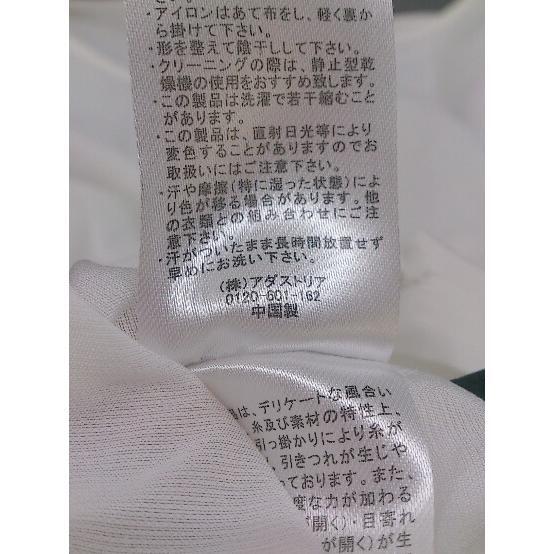 ・アイロンはあて布をし、軽く裏か
ら掛けて下さい。
・形を整えて陰干しして下さい。
・クリーニングの際は、静止型乾
燥機の使用をおすすめ致します。
・この製品は洗濯で若干縮むこと
があります。
・この製品は、直射日光等により
変色することがありますのでお
取扱いにはご注意下さい。
・汗や摩擦(特に湿った状態)によ
り色が移る場合があります。他
の衣類との組み合わせにご注
意下さい。
・汗がついたまま長時間放置せず
早めにお洗い下さい。
(株)アダストリア
0120-601-162
中国製
は、デリケートな風合い
糸及び素材の特性上、
引っ掛かりにより糸が
、引きつれが生じや
っております。また、
度な力が加わる
が開く)・目寄れ
が開く)が生